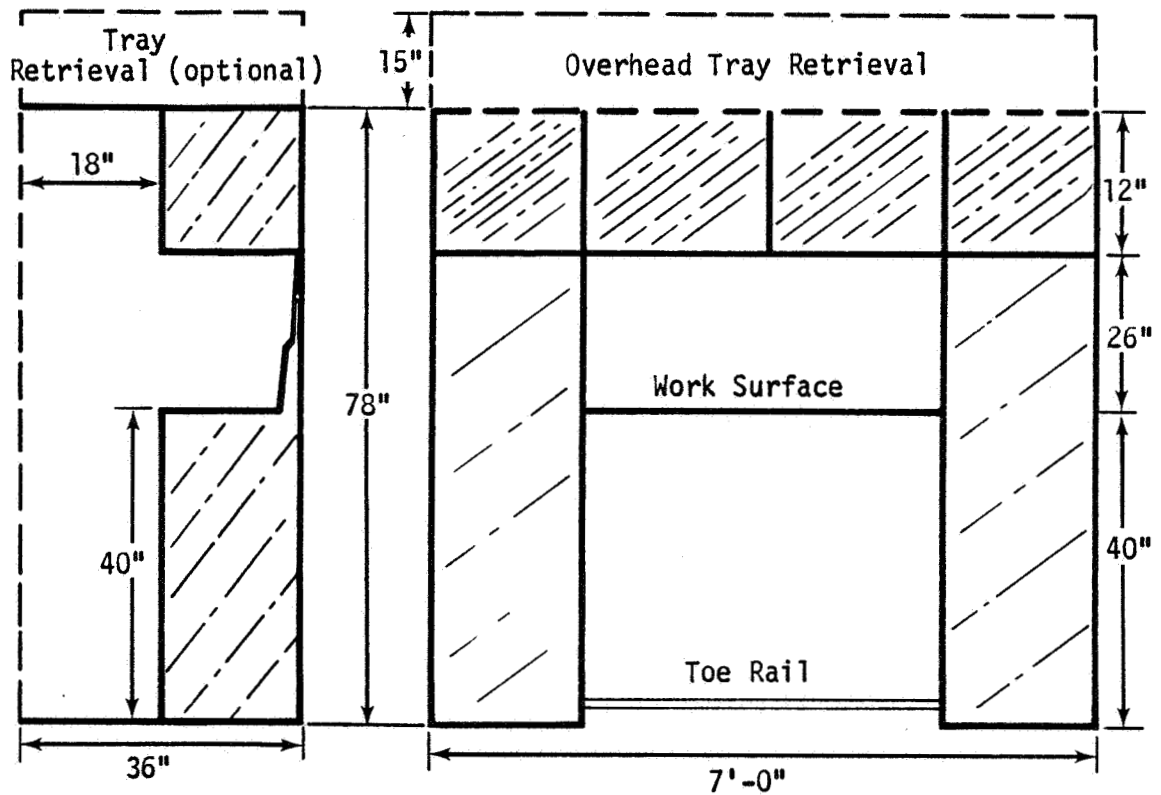 Tray
Retrieval (optional)
15"
Overhead Tray Retrieval
18"
12"
78"
26"
Work Surface
40"
40"
Toe Rail
36"
7'-0"